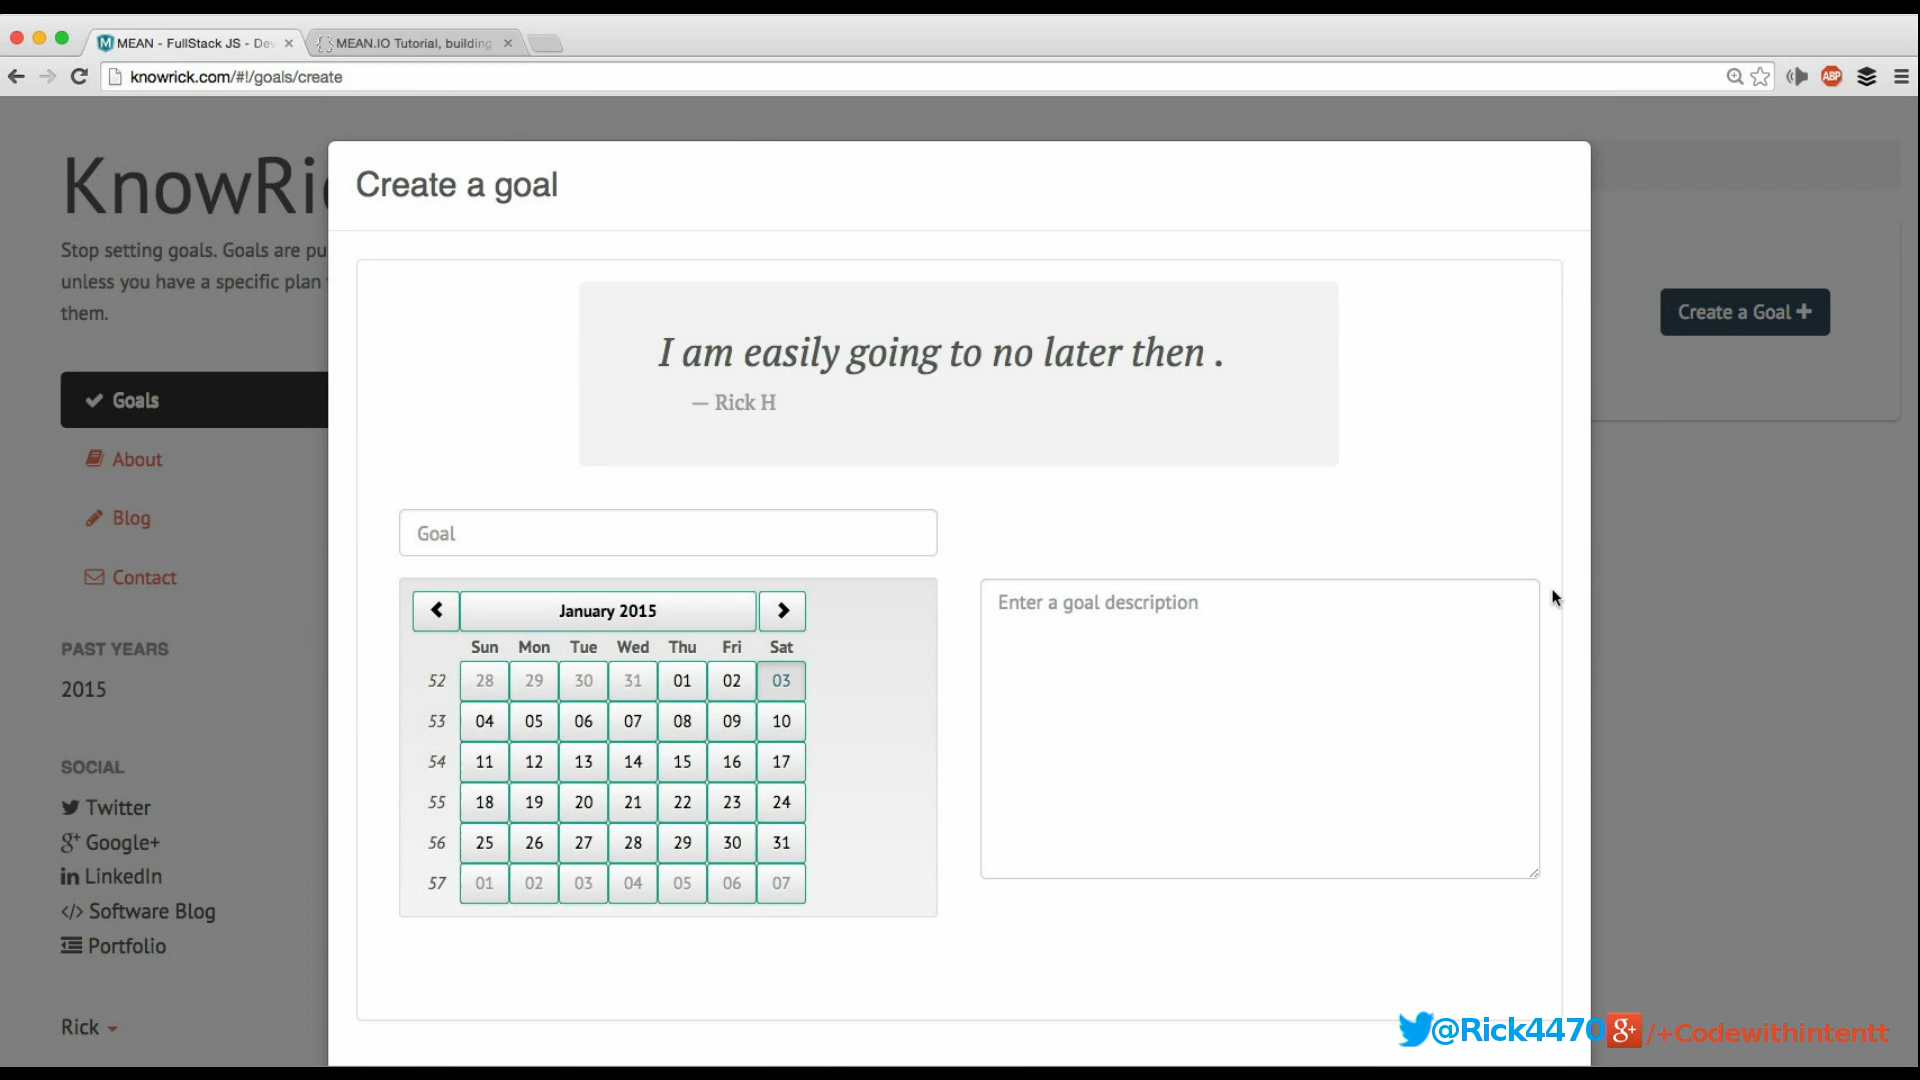 MEAN - FullStack JS - Dev
MEAN.IO Tutorial, building
knowrick.com/#!/goals/create
ABP
KnowRi
Stop setting goals. Goals are pu
unless you have a specific plan
them.
Goals
About
Blog
Contact
PAST YEARS
2015
SOCIAL
Twitter
Google+
LinkedIn
Software Blog
Portfolio
Rick
Create a goal
I am easily going to no later then .
— Rick H
Create a Goal +
Goal
January 2015
Sun Mon Tue Wed Thu Fri Sat
52 28 29 30 31 01 02 03
53 04 05 06 07 08 09 10
54 11 12 13 14 15 16 17
55 18 19 20 21 22 23 24
56 25 26 27 28 29 30 31
57 01 02 03 04 05 06 07
Enter a goal description
@Rick4470 g+ /+Codewithintentt